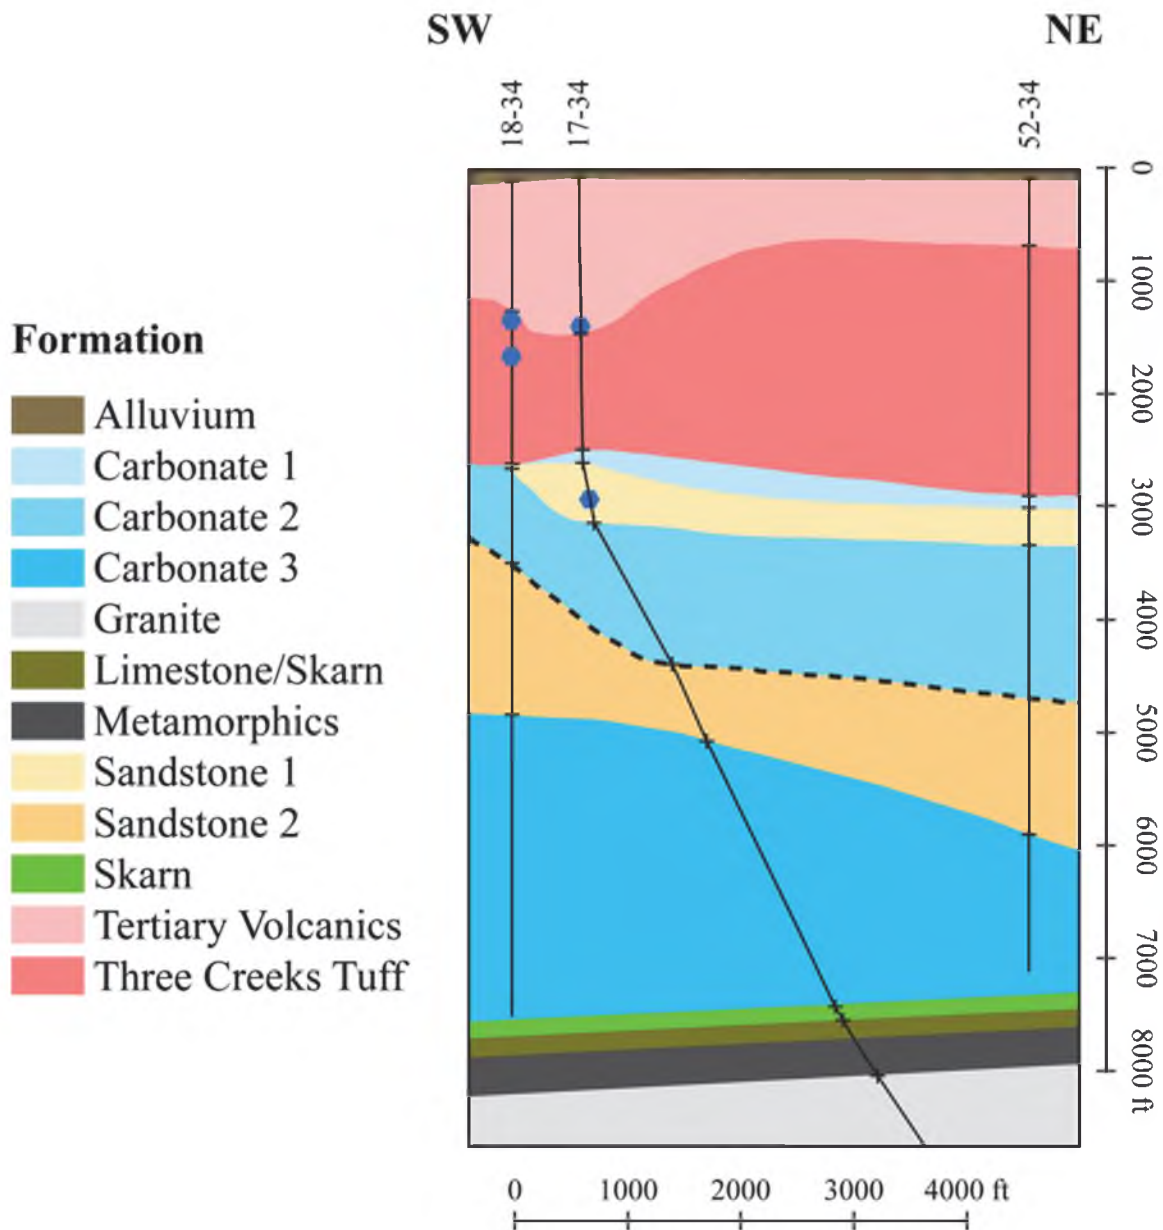 SW NE
18-34 17-34 52-34
0
1000
2000
3000
4000
5000
6000
7000
8000 ft
Formation
Alluvium
Carbonate 1
Carbonate 2
Carbonate 3
Granite
Limestone/Skarn
Metamorphics
Sandstone 1
Sandstone 2
Skarn
Tertiary Volcanics
Three Creeks Tuff
0 1000 2000 3000 4000 ft